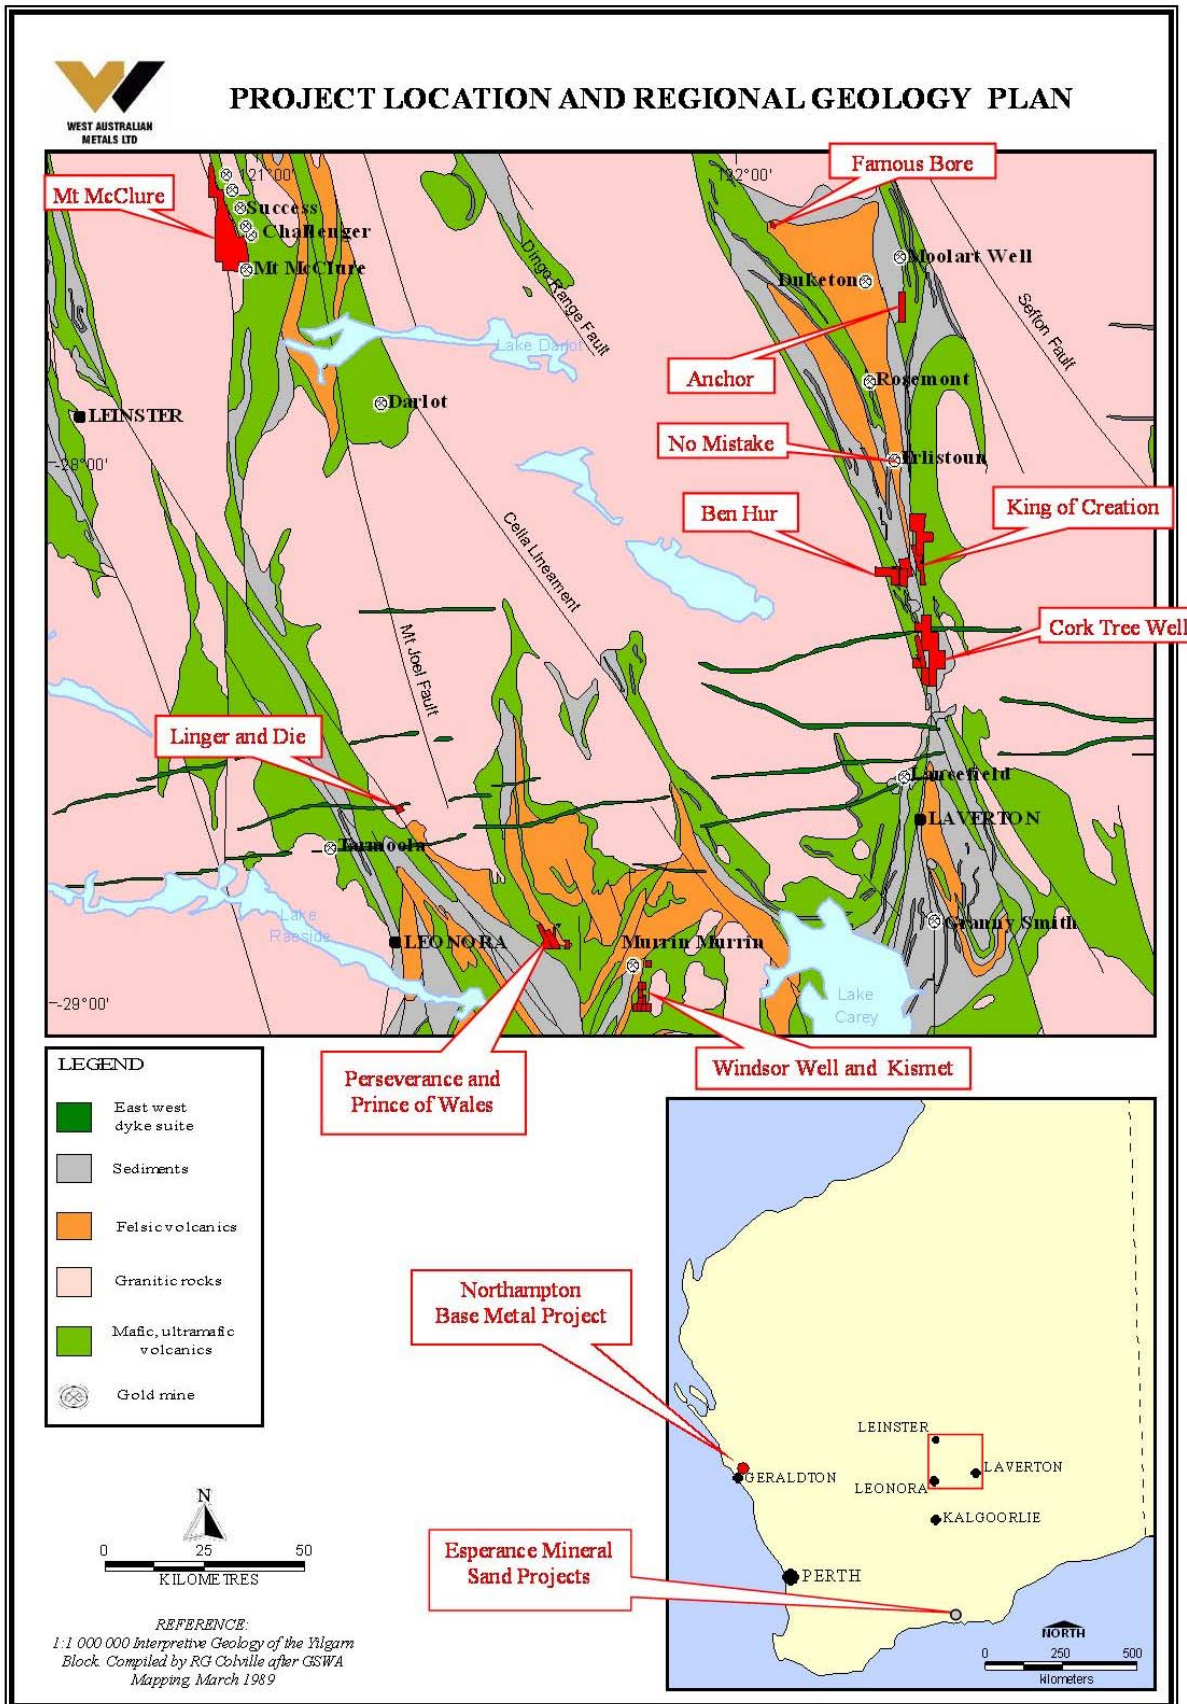 WEST AUSTRALIAN
METALS LTD
PROJECT LOCATION AND REGIONAL GEOLOGY PLAN
Famous Bore
Mt McClure
121°00'
122°00'
Success
Challenger
Mt McClure
Moolart Well
Duketon
Dingo Range Fault
Sefton Fault
Lake Darlot
Anchor
Rosemont
Darlot
LEINSTER
No Mistake
Erlistoun
-28°00'
King of Creation
Ben Hur
Celia Lineament
Cork Tree Well
Mt Joel Fault
Linger and Die
Lancefield
LAVERTON
Tarmoola
Lake
Raeside
Granny Smith
LEONORA
Murrin Murrin
-29°00'
Lake
Carey
LEGEND
Perseverance and
Prince of Wales
Windsor Well and Kismet
East west
dyke suite
Sediments
Felsic volcanics
Granitic rocks
Mafic, ultramafic
volcanics
Gold mine
Northampton
Base Metal Project
LEINSTER
LAVERTON
GERALDTON
LEONORA
KALGOORLIE
N
0 25 50
KILOMETRES
Esperance Mineral
Sand Projects
PERTH
NORTH
0 250 500
kilometers
REFERENCE:
1:1 000 000 Interpretive Geology of the Yilgarn
Block. Compiled by RG Colville after GSWA
Mapping, March 1989